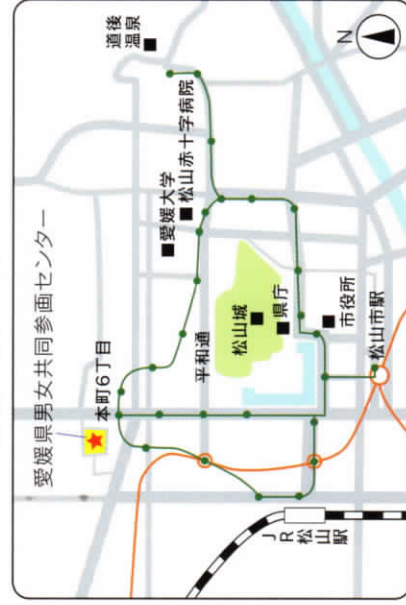 愛媛県男女共同参画センター
本町6丁目
道後
温泉
愛媛大学
松山赤十字病院
平和通
松山城
県庁
市役所
松山市駅
JR
松山駅
N